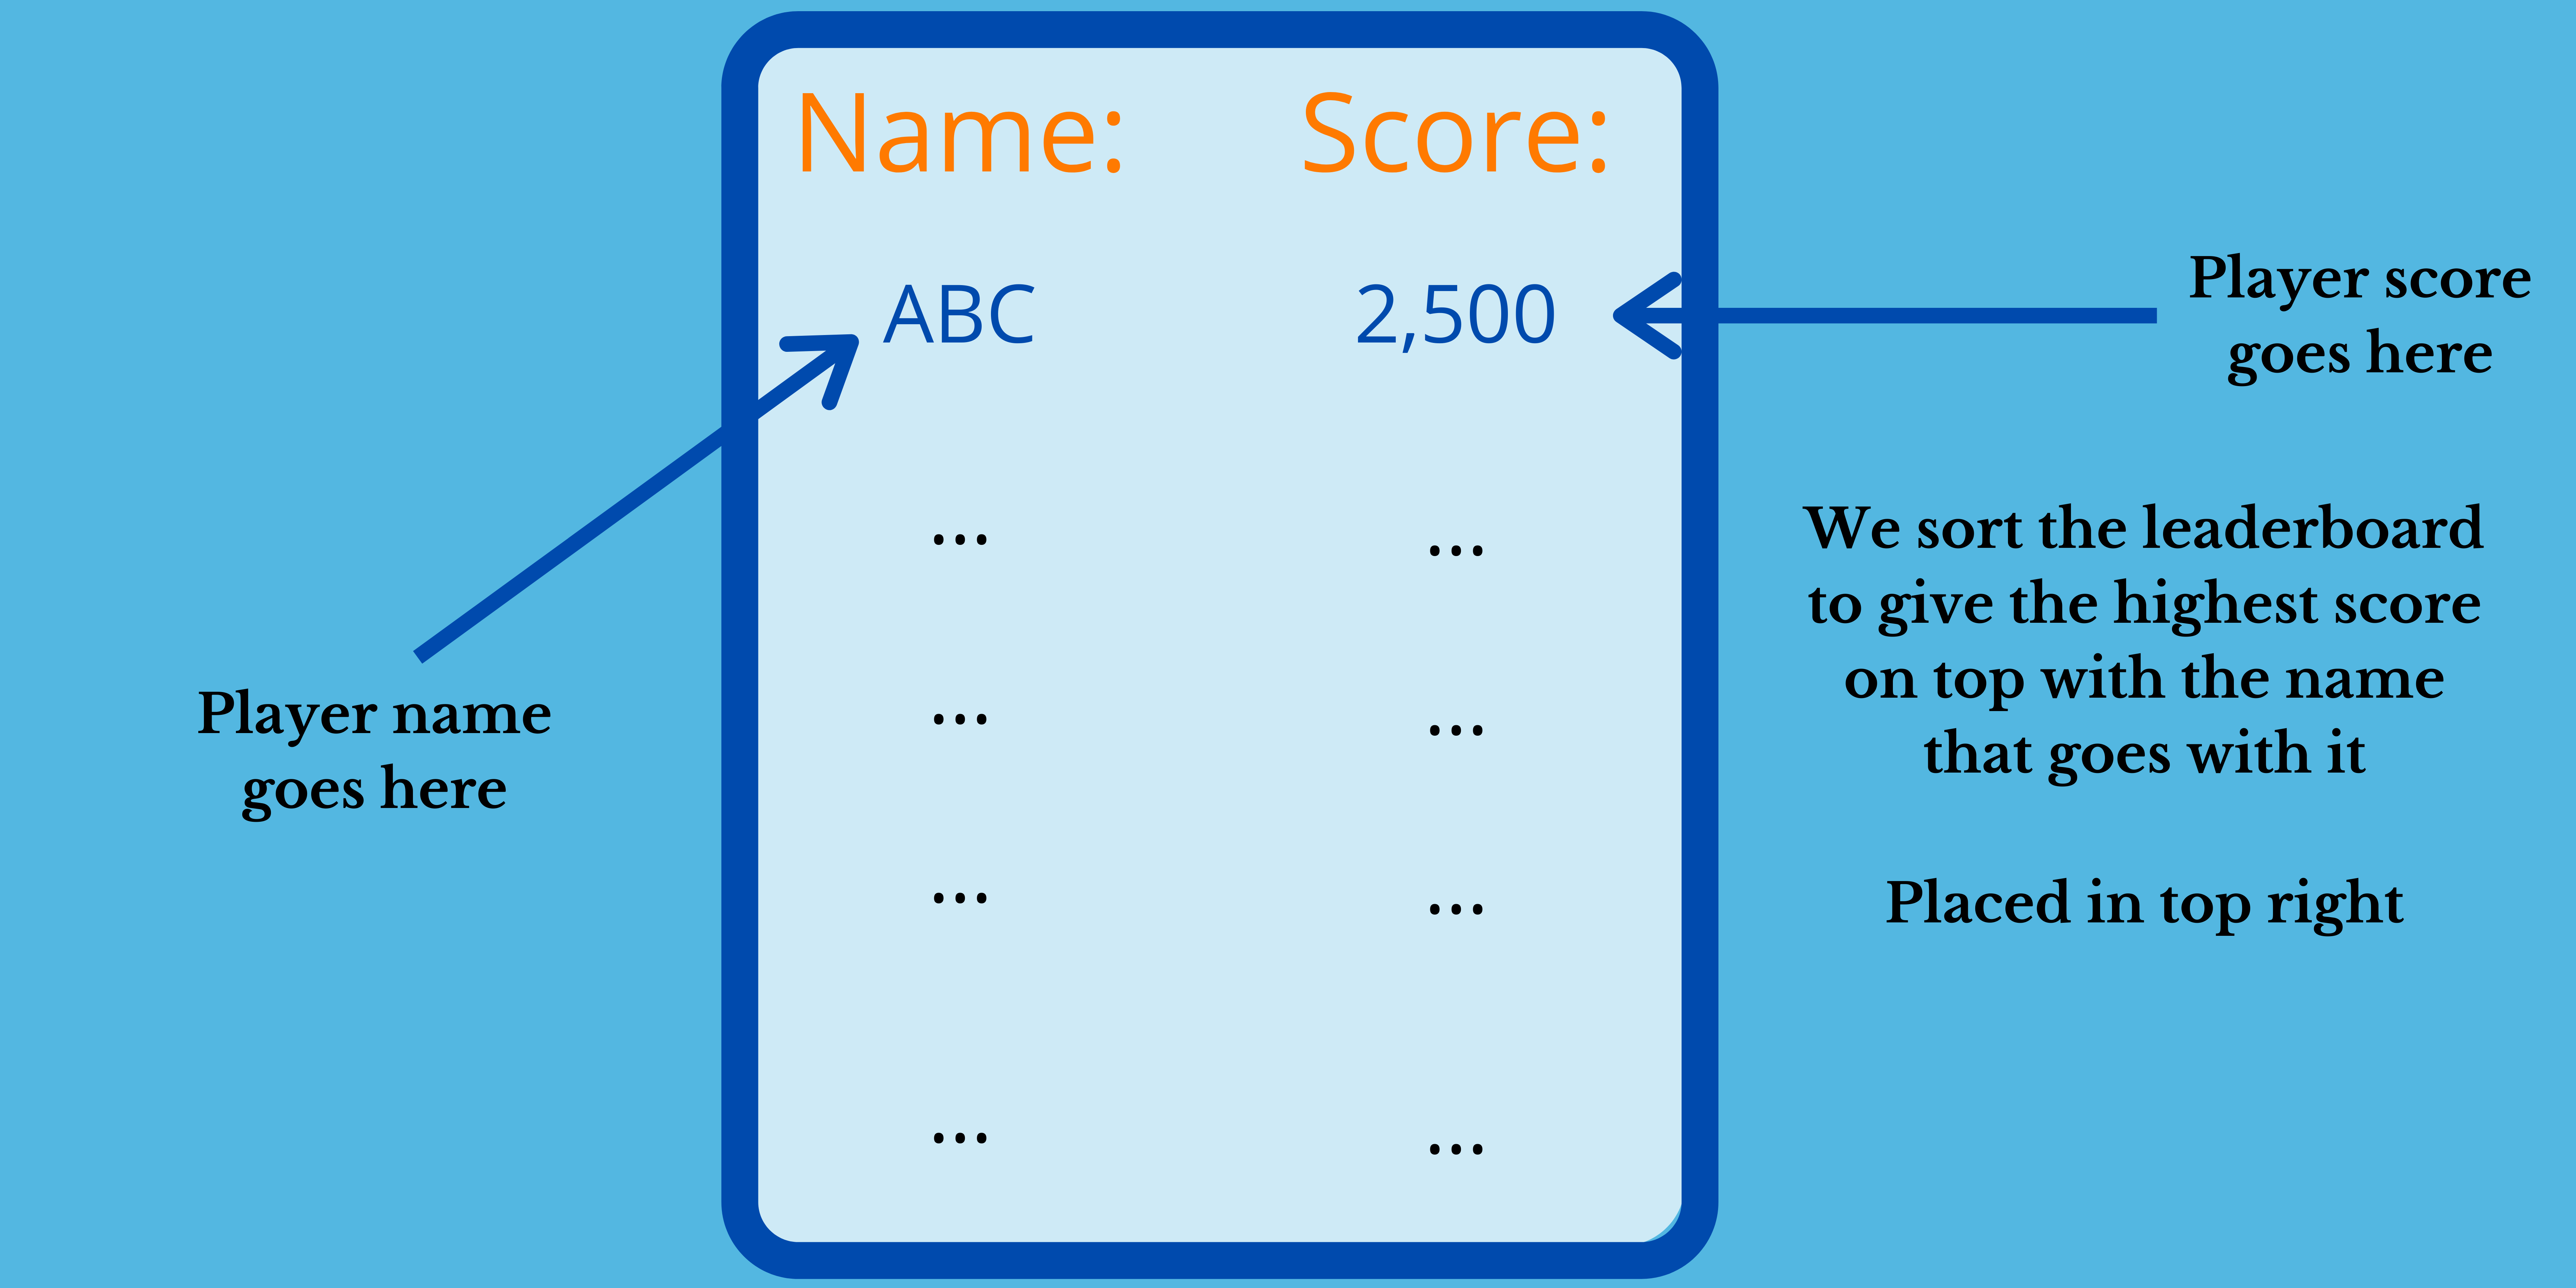 Name: Score:
ABC 2,500
... ...
... ...
... ...
... ...
Player name
goes here
Player score
goes here
We sort the leaderboard
to give the highest score
on top with the name
that goes with it
Placed in top right